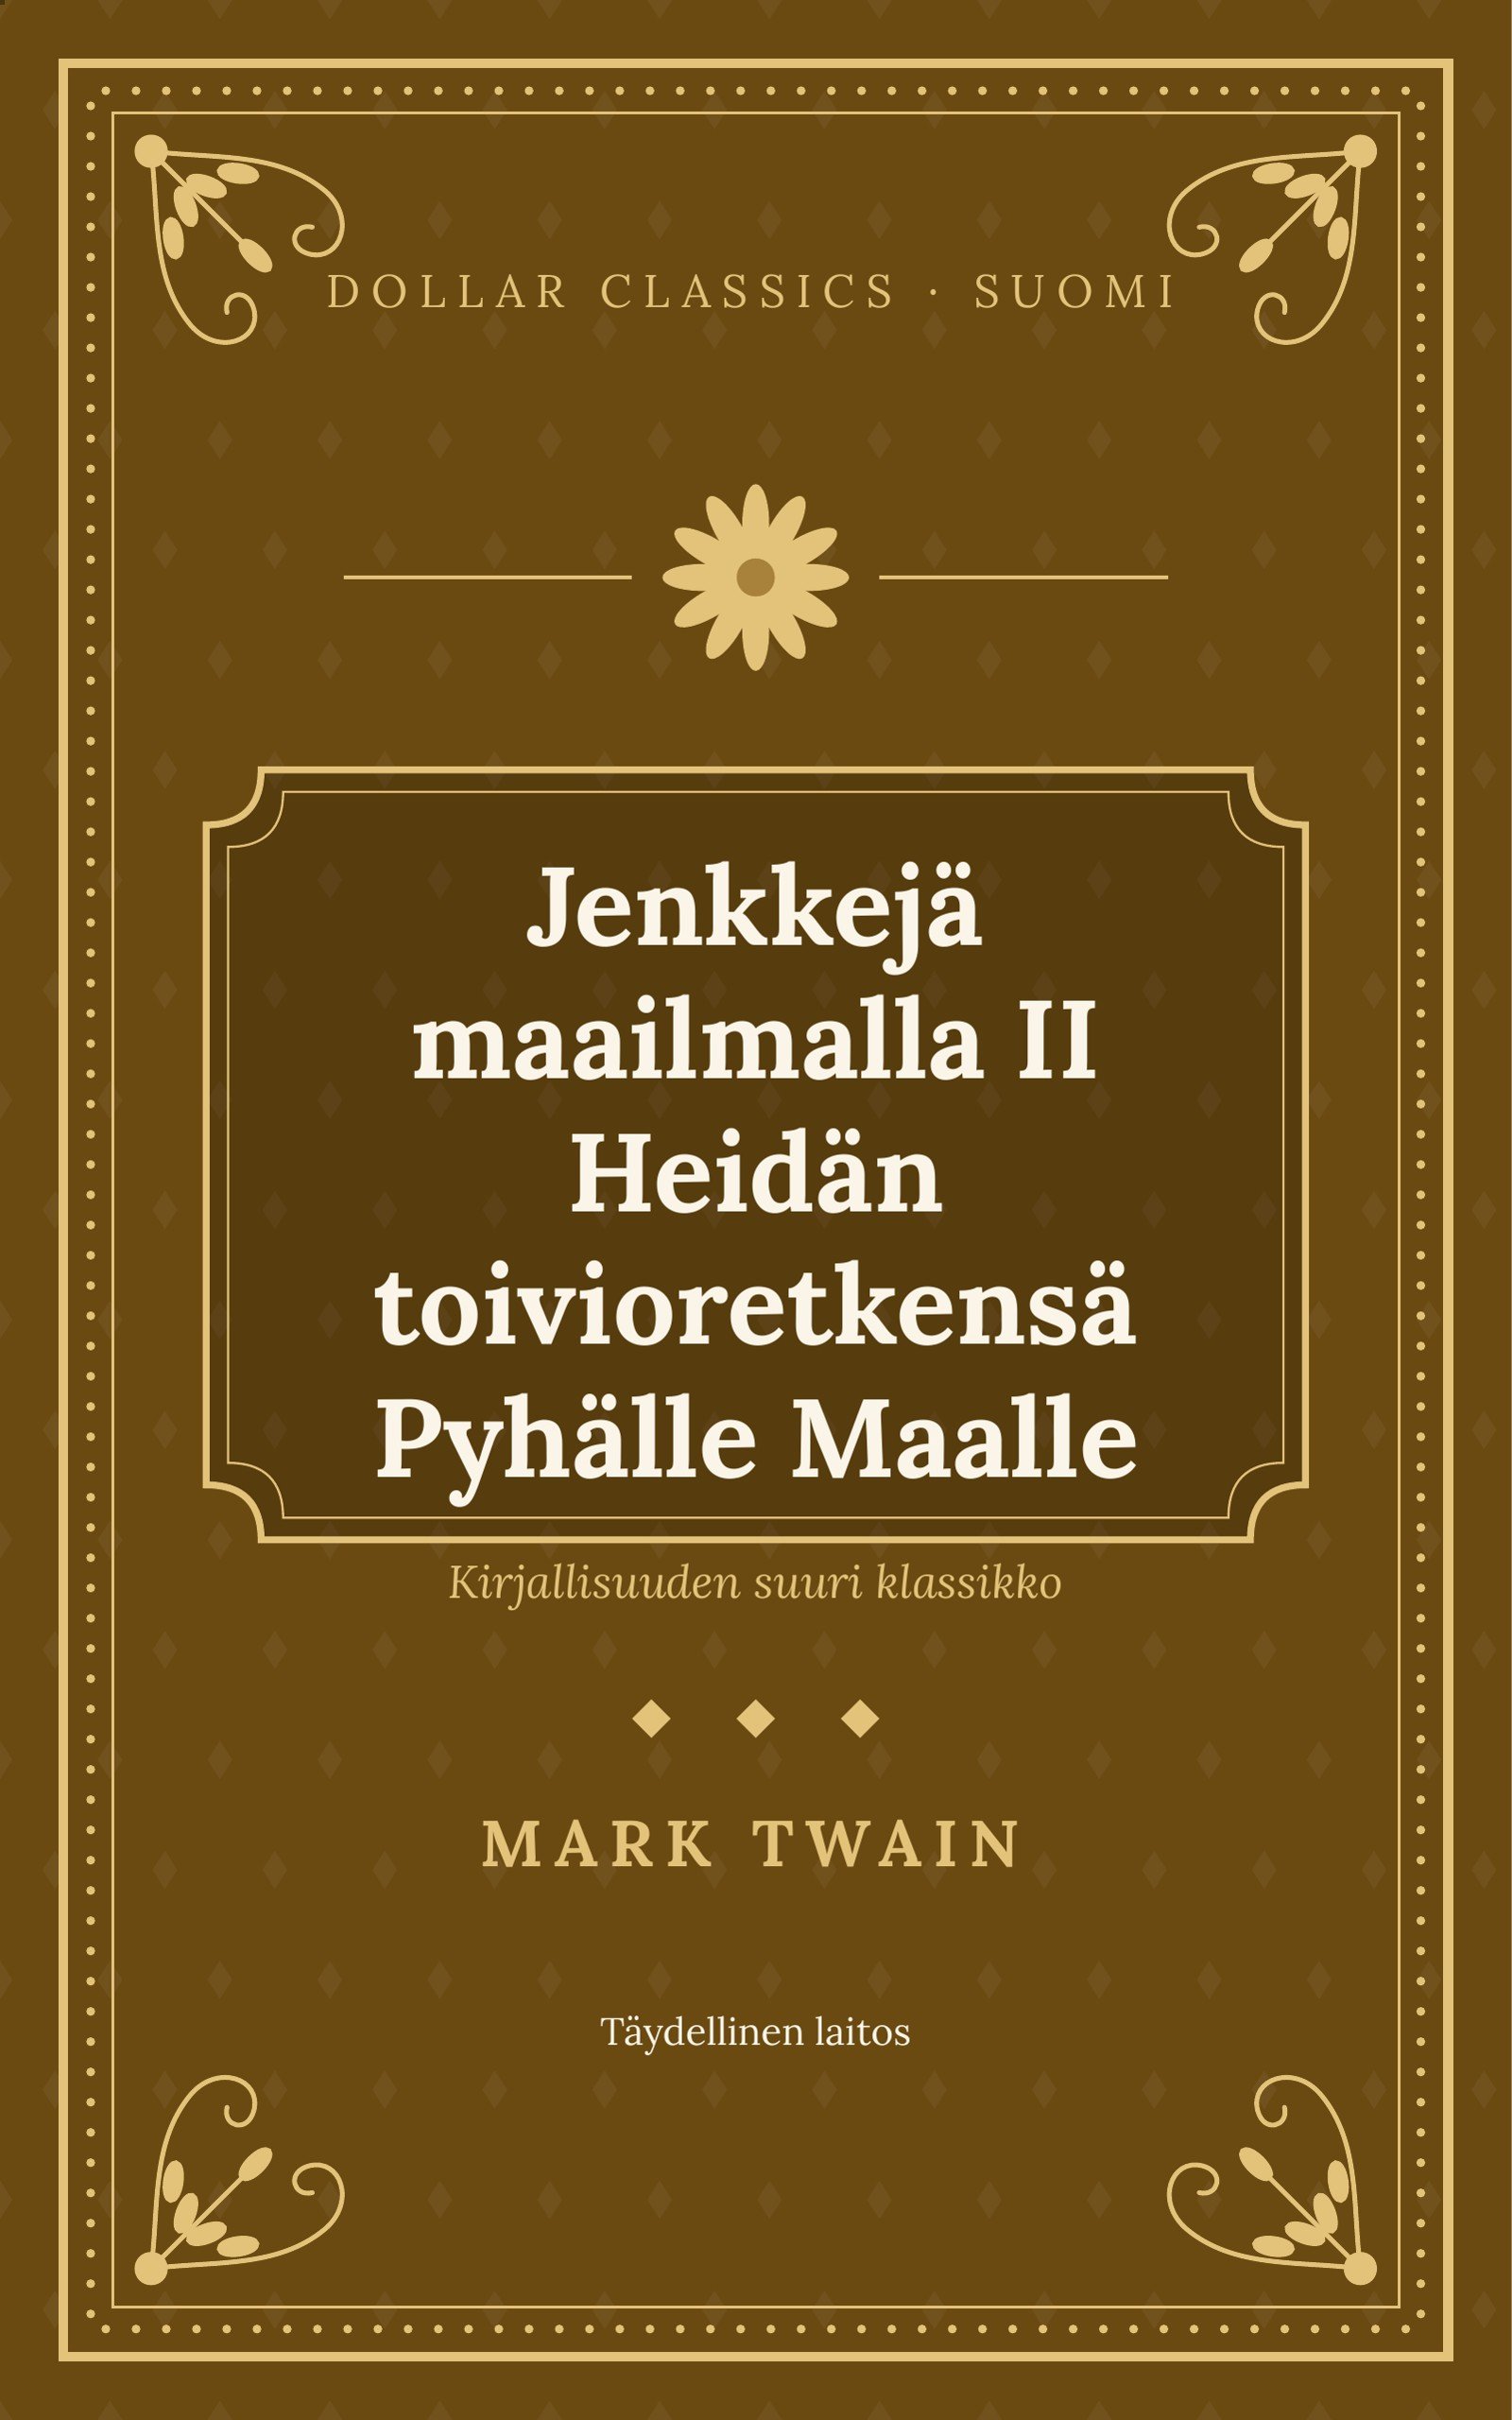 DOLLAR CLASSICS · SUOMI
Jenkkejä
maailmalla II
Heidän
toivioretkensä
Pyhälle Maalle
Kirjallisuuden suuri klassikko
MARK TWAIN
Täydellinen laitos